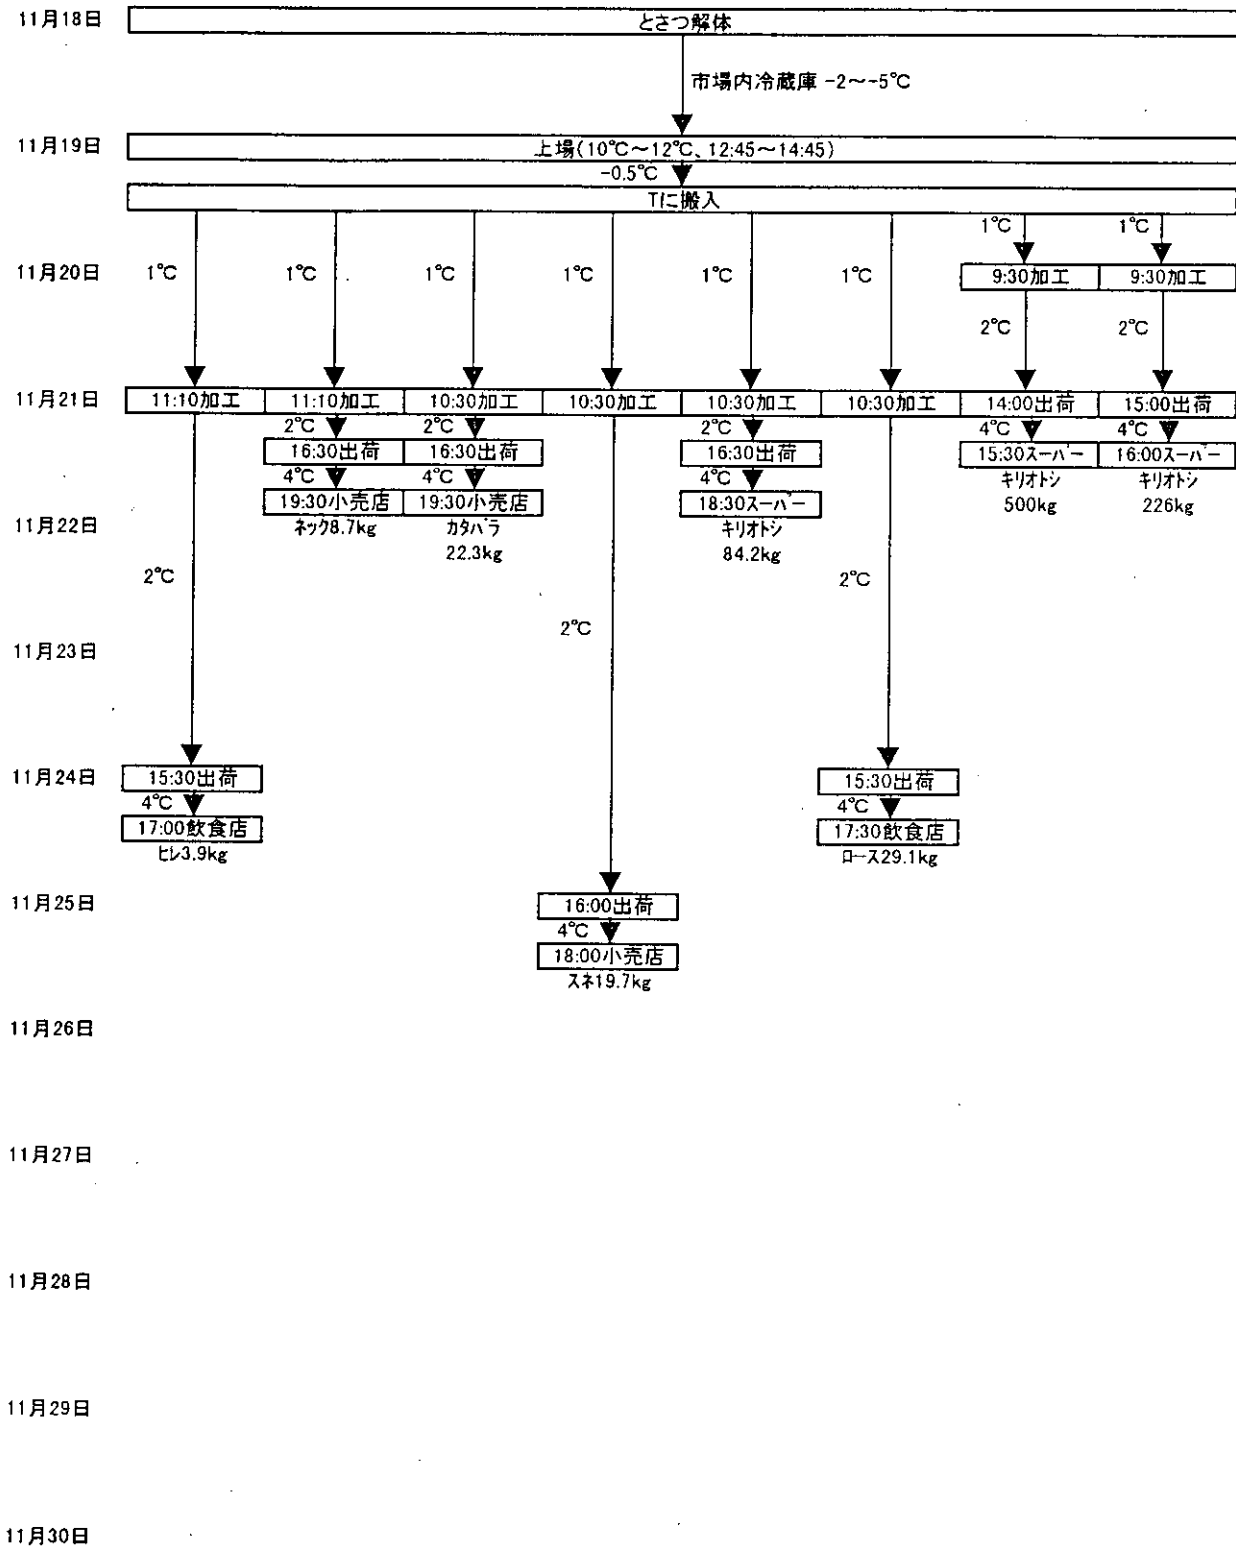 11月18日
とさつ解体
市場内冷蔵庫 -2～-5℃
11月19日
上場(10℃～12℃、12:45～14:45)
-0.5℃
Tに搬入
1℃ 1℃
11月20日 1℃ 1℃ 1℃ 1℃ 1℃ 1℃ 9:30加工 9:30加工
2℃ 2℃
11月21日 11:10加工 11:10加工 10:30加工 10:30加工 10:30加工 10:30加工 14:00出荷 15:00出荷
2℃ 2℃ 2℃ 4℃ 4℃
16:30出荷 16:30出荷 16:30出荷 15:30スーパー 16:00スーパー
4℃ 4℃ 4℃ キリオトシ キリオトシ
19:30小売店 19:30小売店 18:30スーパー 500kg 226kg
11月22日 ネック8.7kg カタバラ キリオトシ
22.3kg 84.2kg
2℃ 2℃
2℃
11月23日
11月24日 15:30出荷 15:30出荷
4℃ 4℃
17:00飲食店 17:30飲食店
ヒレ3.9kg ロース29.1kg
11月25日 16:00出荷
4℃
18:00小売店
スネ19.7kg
11月26日
11月27日
11月28日
11月29日
11月30日